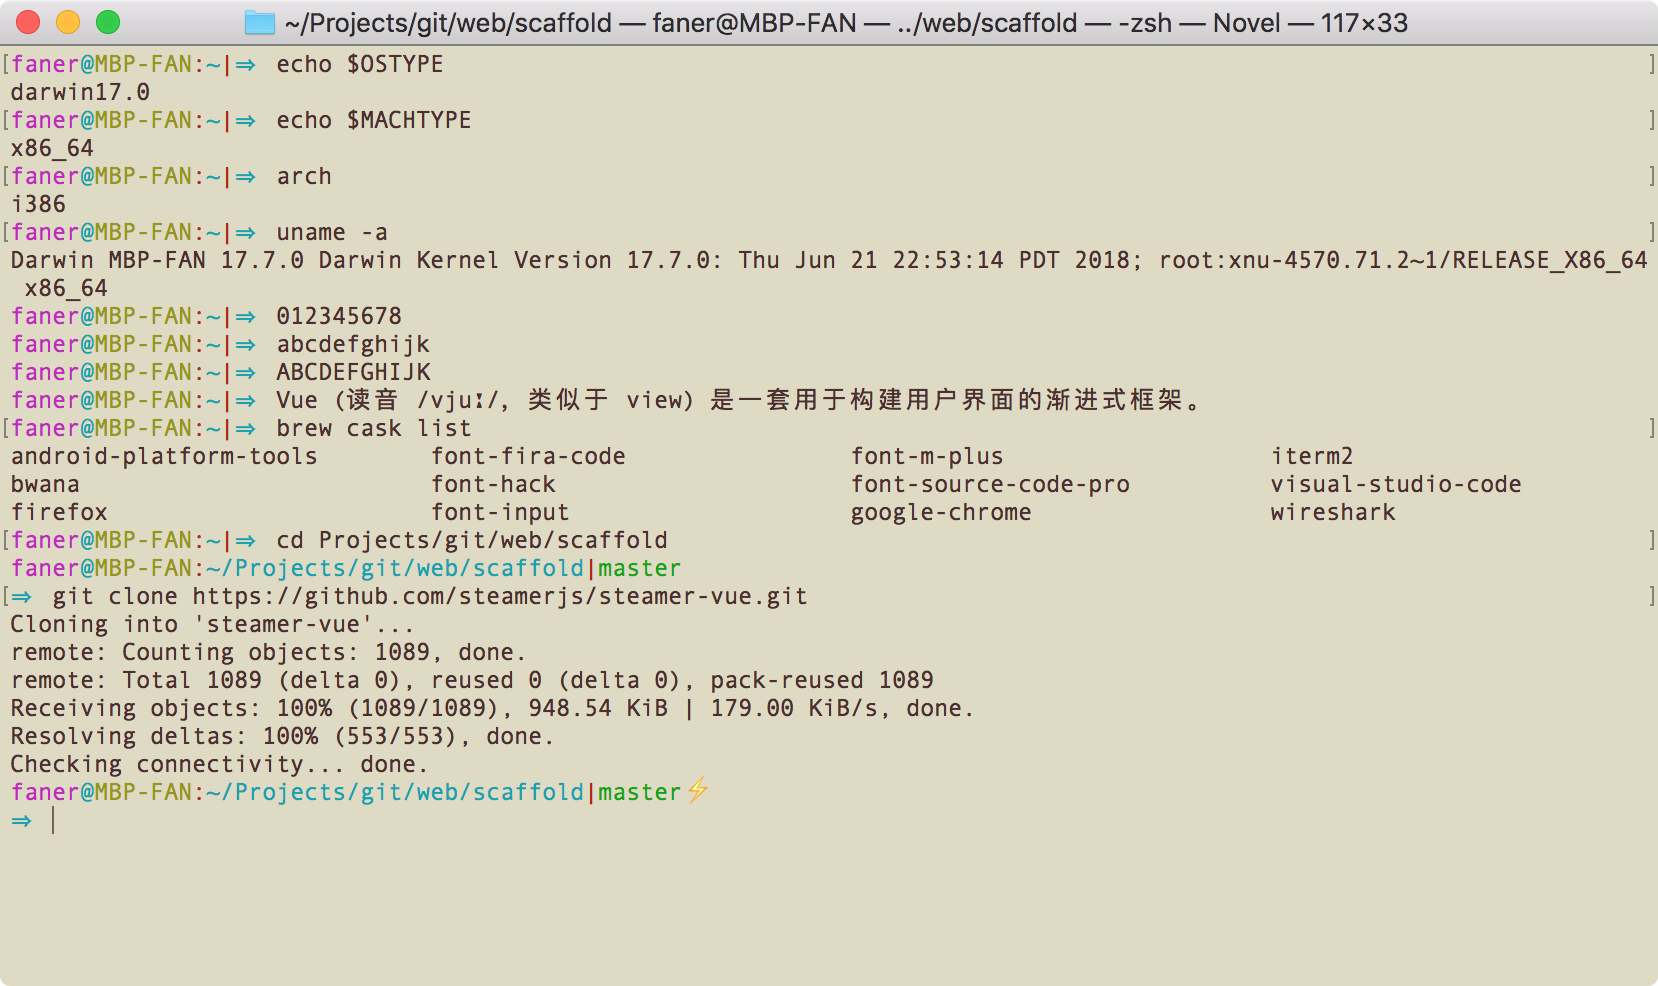 ~/Projects/git/web/scaffold — faner@MBP-FAN — ../web/scaffold — -zsh — Novel — 117×33
[faner@MBP-FAN:~|⇒  echo $OSTYPE ]
darwin17.0
[faner@MBP-FAN:~|⇒  echo $MACHTYPE ]
x86_64
[faner@MBP-FAN:~|⇒  arch ]
i386
[faner@MBP-FAN:~|⇒  uname -a ]
Darwin MBP-FAN 17.7.0 Darwin Kernel Version 17.7.0: Thu Jun 21 22:53:14 PDT 2018; root:xnu-4570.71.2~1/RELEASE_X86_64
x86_64
faner@MBP-FAN:~|⇒  012345678
faner@MBP-FAN:~|⇒  abcdefghijk
faner@MBP-FAN:~|⇒  ABCDEFGHIJK
faner@MBP-FAN:~|⇒  Vue (读音 /vjuː/, 类似于 view) 是一套用于构建用户界面的渐进式框架。
[faner@MBP-FAN:~|⇒  brew cask list ]
android-platform-tools font-fira-code font-m-plus iterm2
bwana font-hack font-source-code-pro visual-studio-code
firefox font-input google-chrome wireshark
[faner@MBP-FAN:~|⇒  cd Projects/git/web/scaffold ]
faner@MBP-FAN:~/Projects/git/web/scaffold|master
[⇒  git clone https://github.com/steamerjs/steamer-vue.git ]
Cloning into 'steamer-vue'...
remote: Counting objects: 1089, done.
remote: Total 1089 (delta 0), reused 0 (delta 0), pack-reused 1089
Receiving objects: 100% (1089/1089), 948.54 KiB | 179.00 KiB/s, done.
Resolving deltas: 100% (553/553), done.
Checking connectivity... done.
faner@MBP-FAN:~/Projects/git/web/scaffold|master⚡
⇒